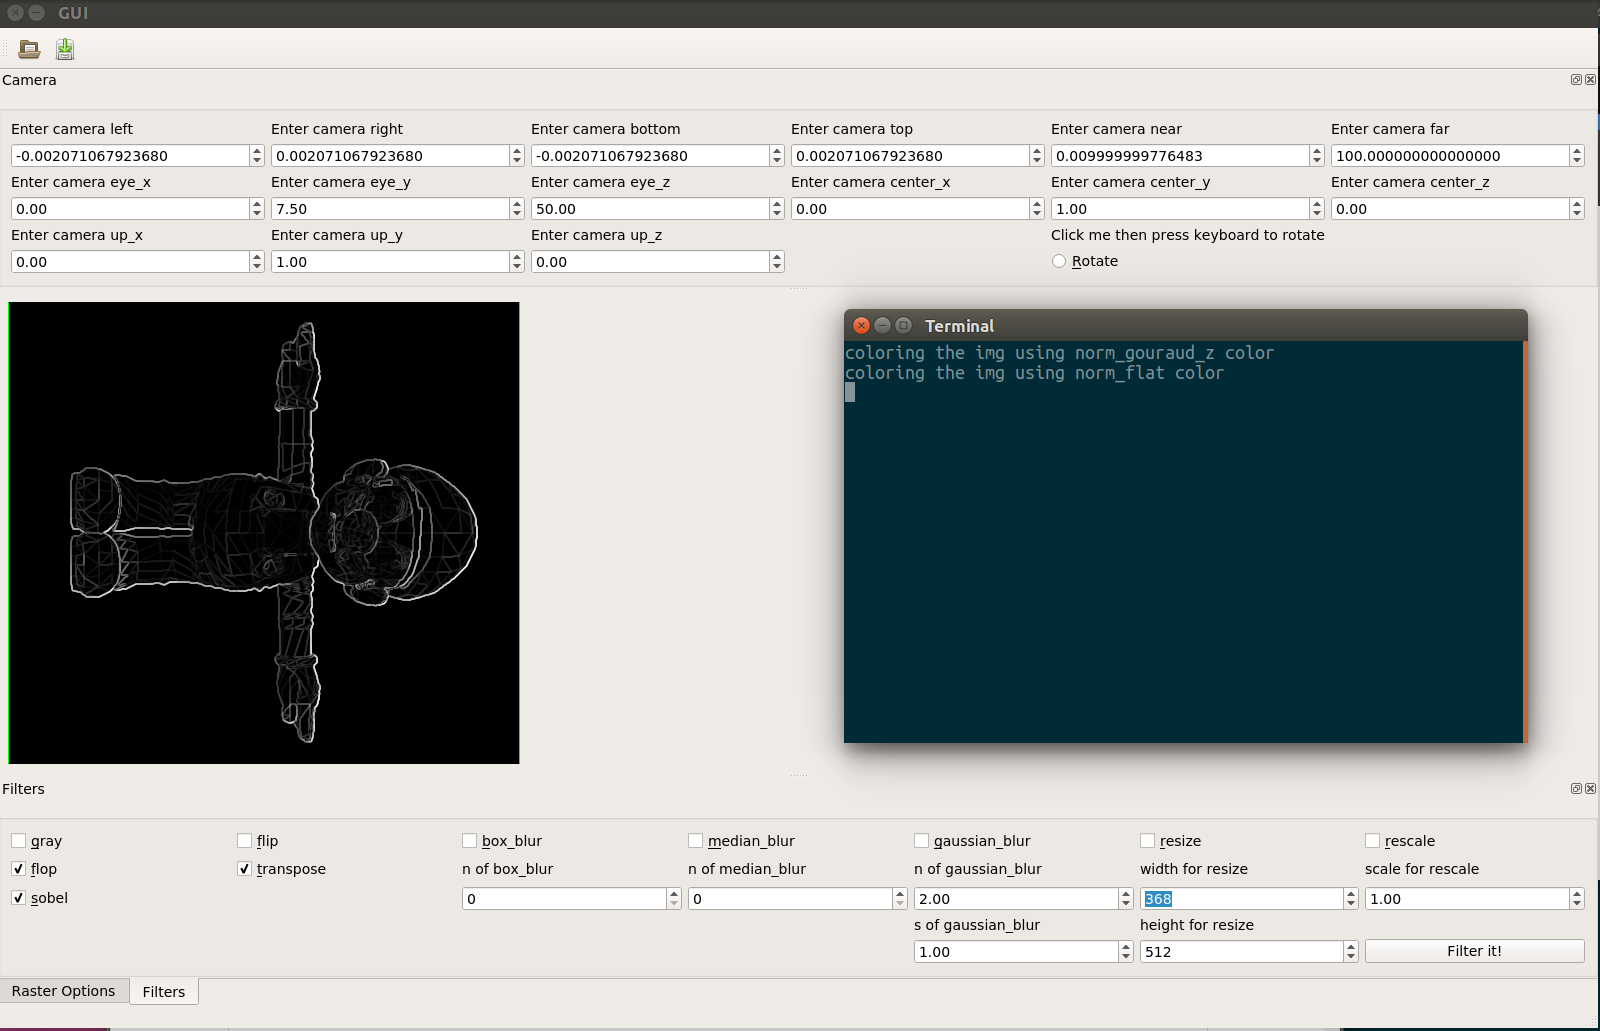 GUI
Camera
Enter camera left Enter camera right Enter camera bottom Enter camera top Enter camera near Enter camera far
-0.002071067923680 0.002071067923680 -0.002071067923680 0.002071067923680 0.009999999776483 100.000000000000000
Enter camera eye_x Enter camera eye_y Enter camera eye_z Enter camera center_x Enter camera center_y Enter camera center_z
0.00 7.50 50.00 0.00 1.00 0.00
Enter camera up_x Enter camera up_y Enter camera up_z Click me then press keyboard to rotate
0.00 1.00 0.00 Rotate
Terminal
coloring the img using norm_gouraud_z color
coloring the img using norm_flat color
Filters
gray flip box_blur median_blur gaussian_blur resize rescale
flop transpose n of box_blur n of median_blur n of gaussian_blur width for resize scale for rescale
sobel 0 0 2.00 368 1.00
s of gaussian_blur height for resize
1.00 512 Filter it!
Raster Options Filters